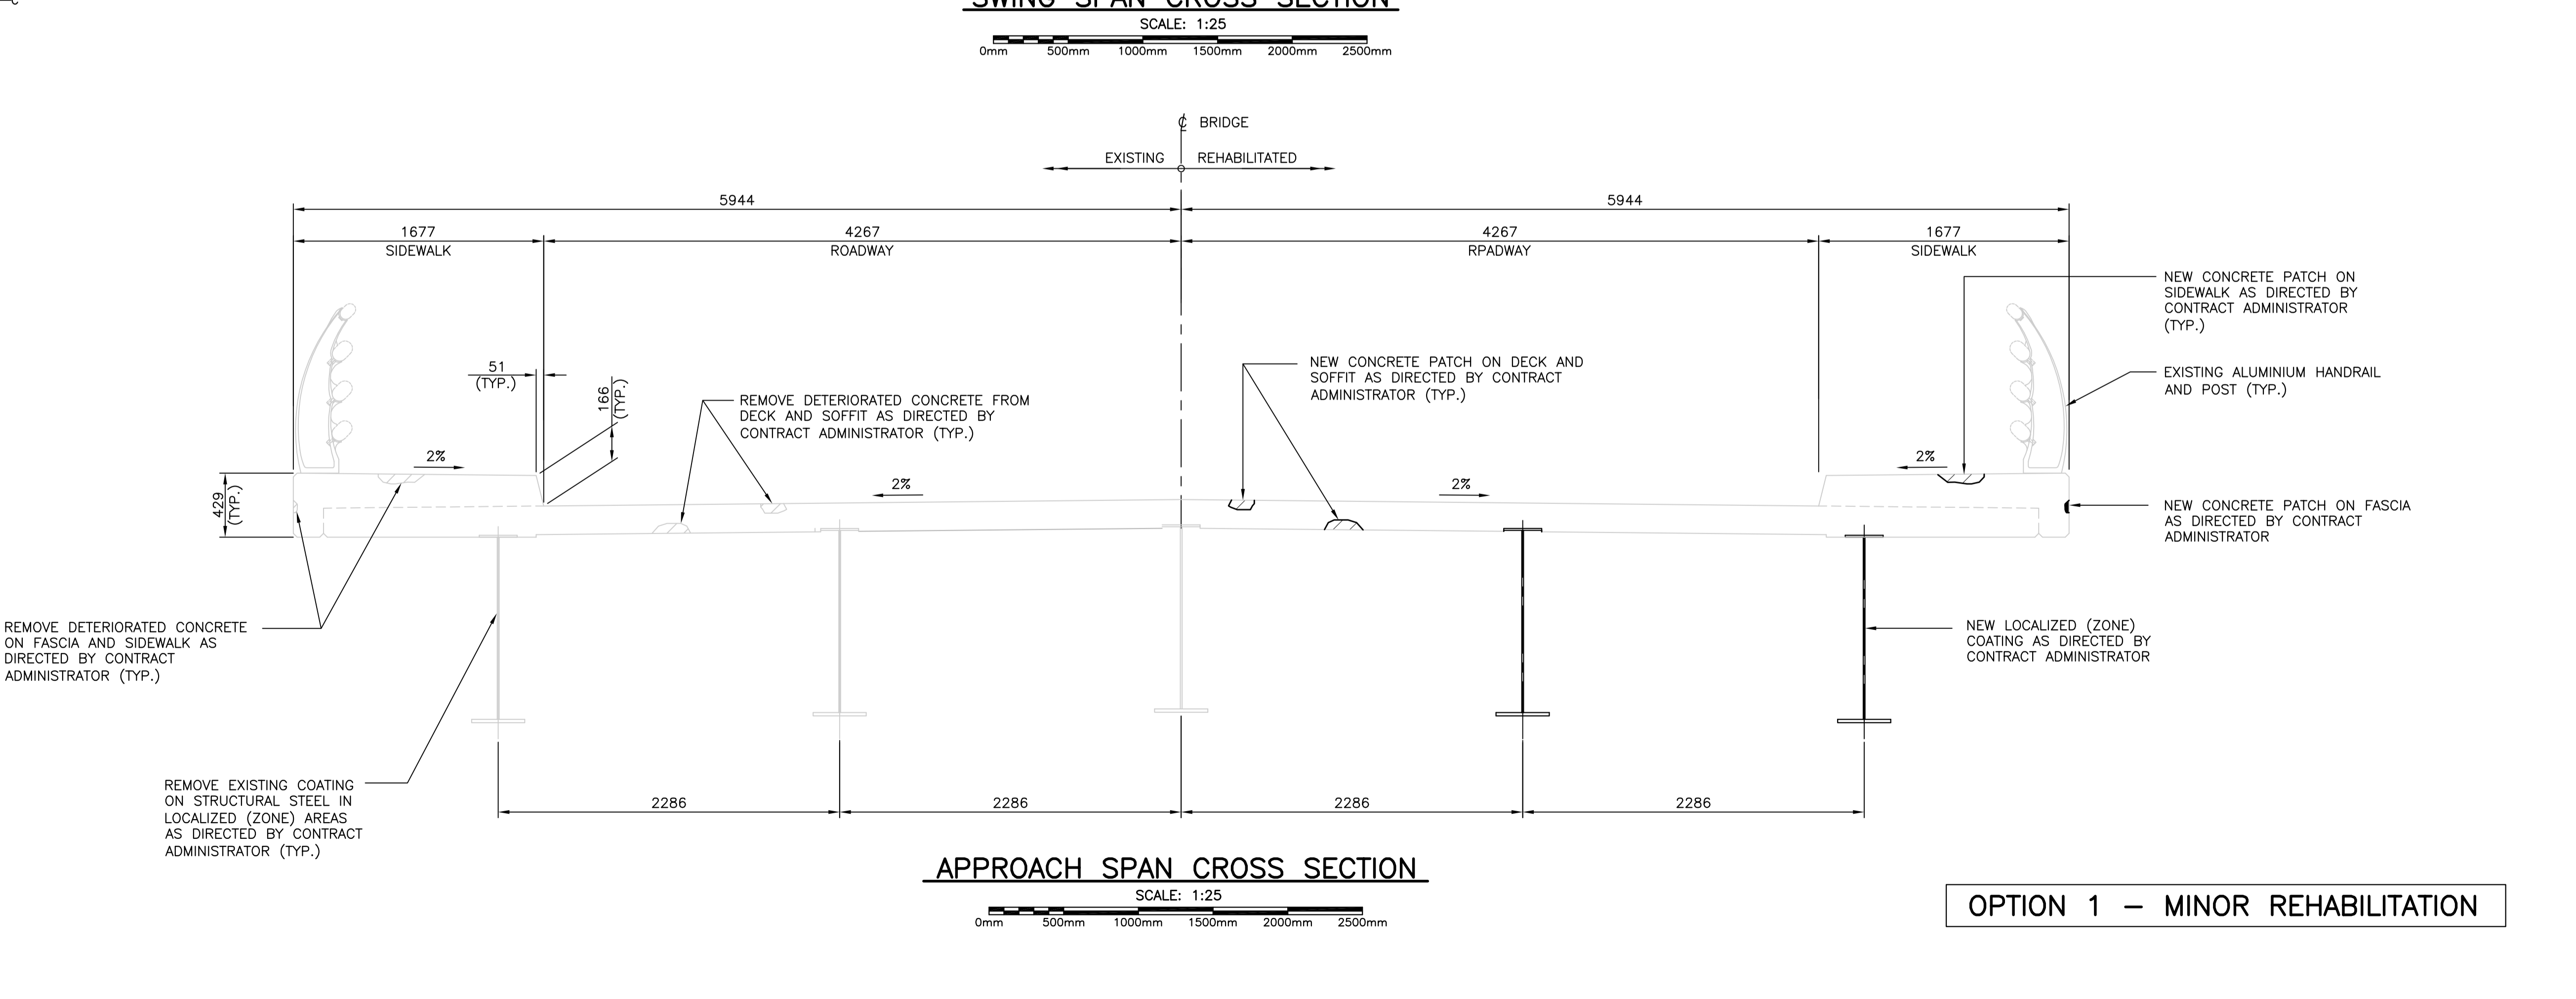 SWING SPAN CROSS SECTION
SCALE: 1:25
0mm 500mm 1000mm 1500mm 2000mm 2500mm
℄ BRIDGE
EXISTING REHABILITATED
5944 5944
1677 4267 4267 1677
SIDEWALK ROADWAY RPADWAY SIDEWALK
NEW CONCRETE PATCH ON
SIDEWALK AS DIRECTED BY
CONTRACT ADMINISTRATOR
(TYP.)
51
(TYP.)
166
(TYP.)
REMOVE DETERIORATED CONCRETE FROM
DECK AND SOFFIT AS DIRECTED BY
CONTRACT ADMINISTRATOR (TYP.)
NEW CONCRETE PATCH ON DECK AND
SOFFIT AS DIRECTED BY CONTRACT
ADMINISTRATOR (TYP.)
EXISTING ALUMINIUM HANDRAIL
AND POST (TYP.)
2% 2% 2% 2%
429
(TYP.)
NEW CONCRETE PATCH ON FASCIA
AS DIRECTED BY CONTRACT
ADMINISTRATOR
REMOVE DETERIORATED CONCRETE
ON FASCIA AND SIDEWALK AS
DIRECTED BY CONTRACT
ADMINISTRATOR (TYP.)
NEW LOCALIZED (ZONE)
COATING AS DIRECTED BY
CONTRACT ADMINISTRATOR
REMOVE EXISTING COATING
ON STRUCTURAL STEEL IN
LOCALIZED (ZONE) AREAS
AS DIRECTED BY CONTRACT
ADMINISTRATOR (TYP.)
2286 2286 2286 2286
APPROACH SPAN CROSS SECTION
SCALE: 1:25
0mm 500mm 1000mm 1500mm 2000mm 2500mm
OPTION 1 – MINOR REHABILITATION